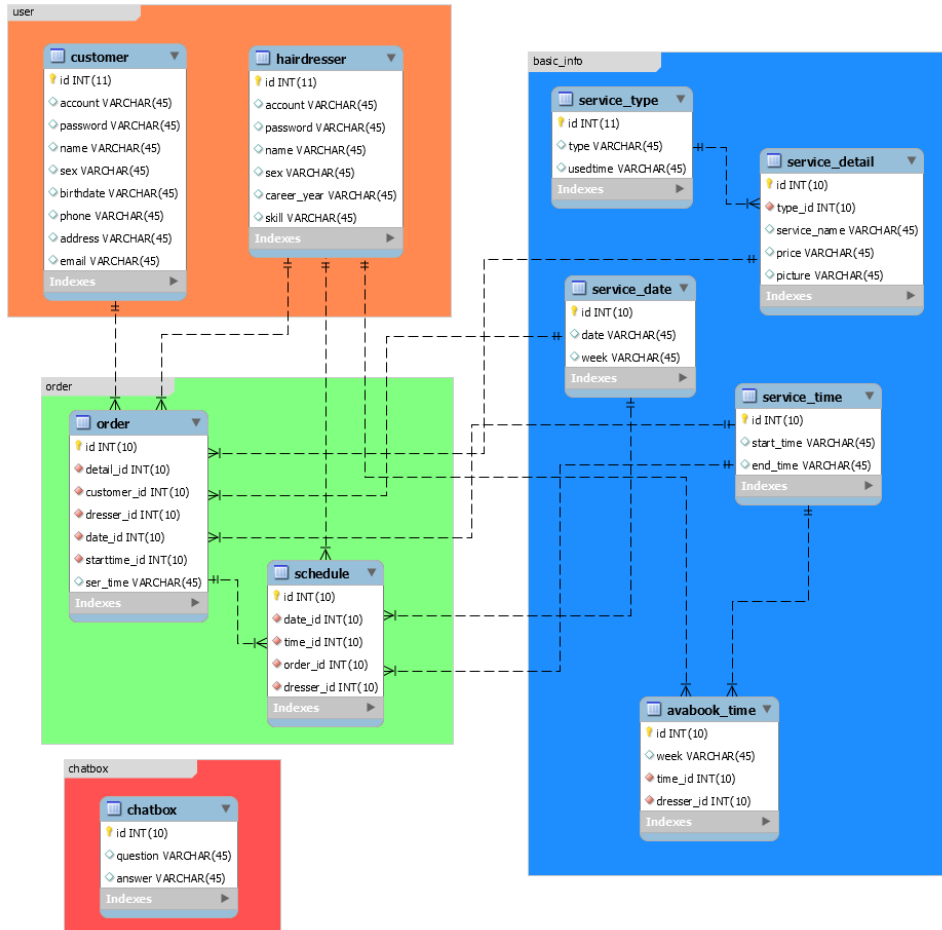 user
customer
id INT(11)
account VARCHAR(45)
password VARCHAR(45)
name VARCHAR(45)
sex VARCHAR(45)
birthdate VARCHAR(45)
phone VARCHAR(45)
address VARCHAR(45)
email VARCHAR(45)
Indexes
hairdresser
id INT(11)
account VARCHAR(45)
password VARCHAR(45)
name VARCHAR(45)
sex VARCHAR(45)
career_year VARCHAR(45)
skill VARCHAR(45)
Indexes
basic_info
service_type
id INT(11)
type VARCHAR(45)
usedtime VARCHAR(45)
Indexes
service_detail
id INT(10)
type_id INT(10)
service_name VARCHAR(45)
price VARCHAR(45)
picture VARCHAR(45)
Indexes
service_date
id INT(10)
date VARCHAR(45)
week VARCHAR(45)
Indexes
service_time
id INT(10)
start_time VARCHAR(45)
end_time VARCHAR(45)
Indexes
order
order
id INT(10)
detail_id INT(10)
customer_id INT(10)
dresser_id INT(10)
date_id INT(10)
starttime_id INT(10)
ser_time VARCHAR(45)
Indexes
schedule
id INT(10)
date_id INT(10)
time_id INT(10)
order_id INT(10)
dresser_id INT(10)
Indexes
avabook_time
id INT(10)
week VARCHAR(45)
time_id INT(10)
dresser_id INT(10)
Indexes
chatbox
chatbox
id INT(10)
question VARCHAR(45)
answer VARCHAR(45)
Indexes